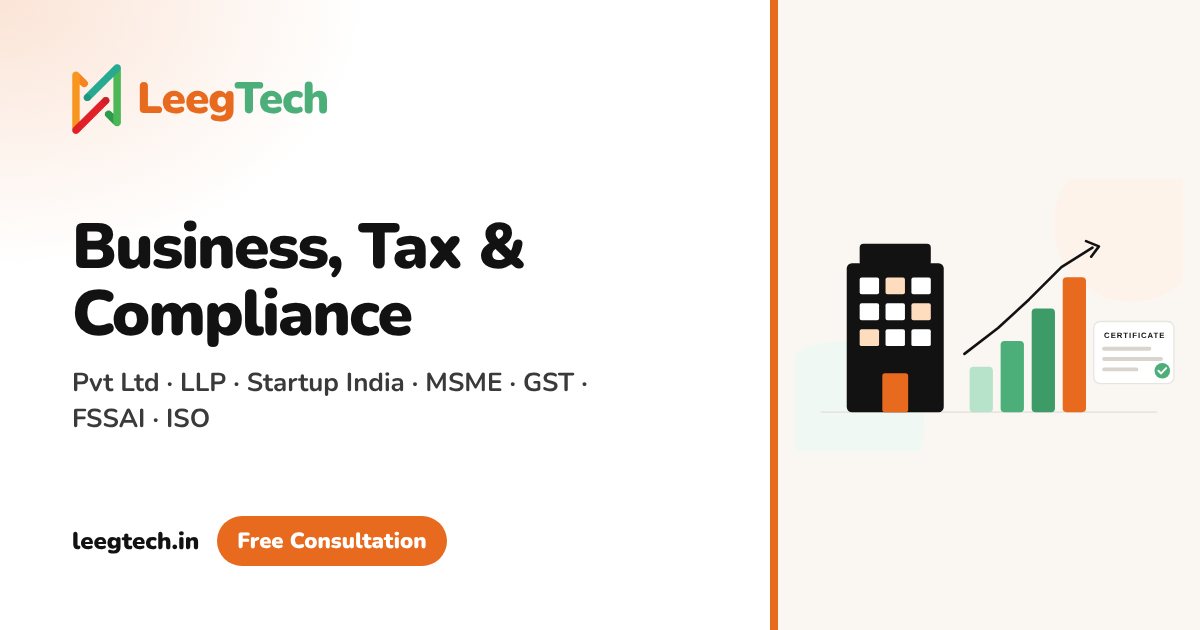 LeegTech
Business, Tax &
Compliance
Pvt Ltd · LLP · Startup India · MSME · GST ·
FSSAI · ISO
leegtech.in
Free Consultation
CERTIFICATE